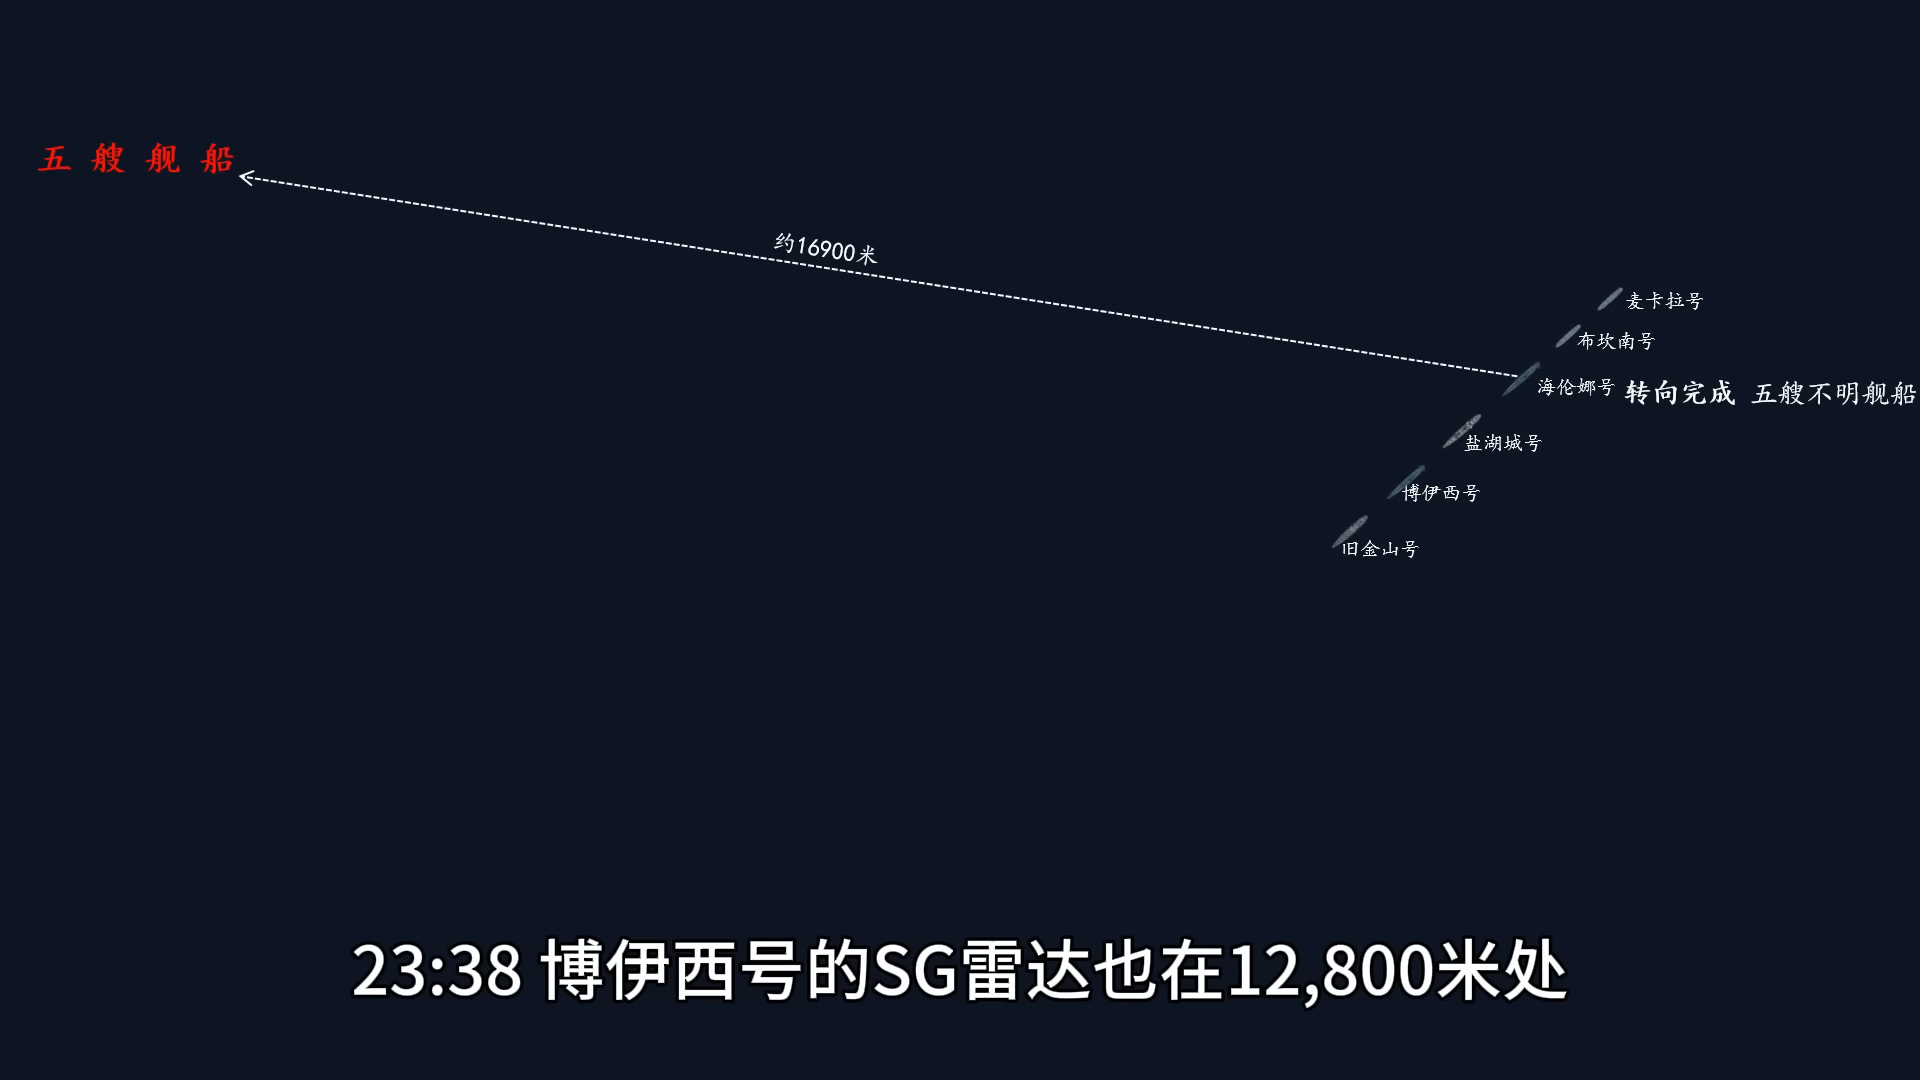 五艘舰船
约16900米
麦卡拉号
布坎南号
海伦娜号 转向完成 五艘不明舰船
盐湖城号
博伊西号
旧金山号
23:38 博伊西号的SG雷达也在12,800米处